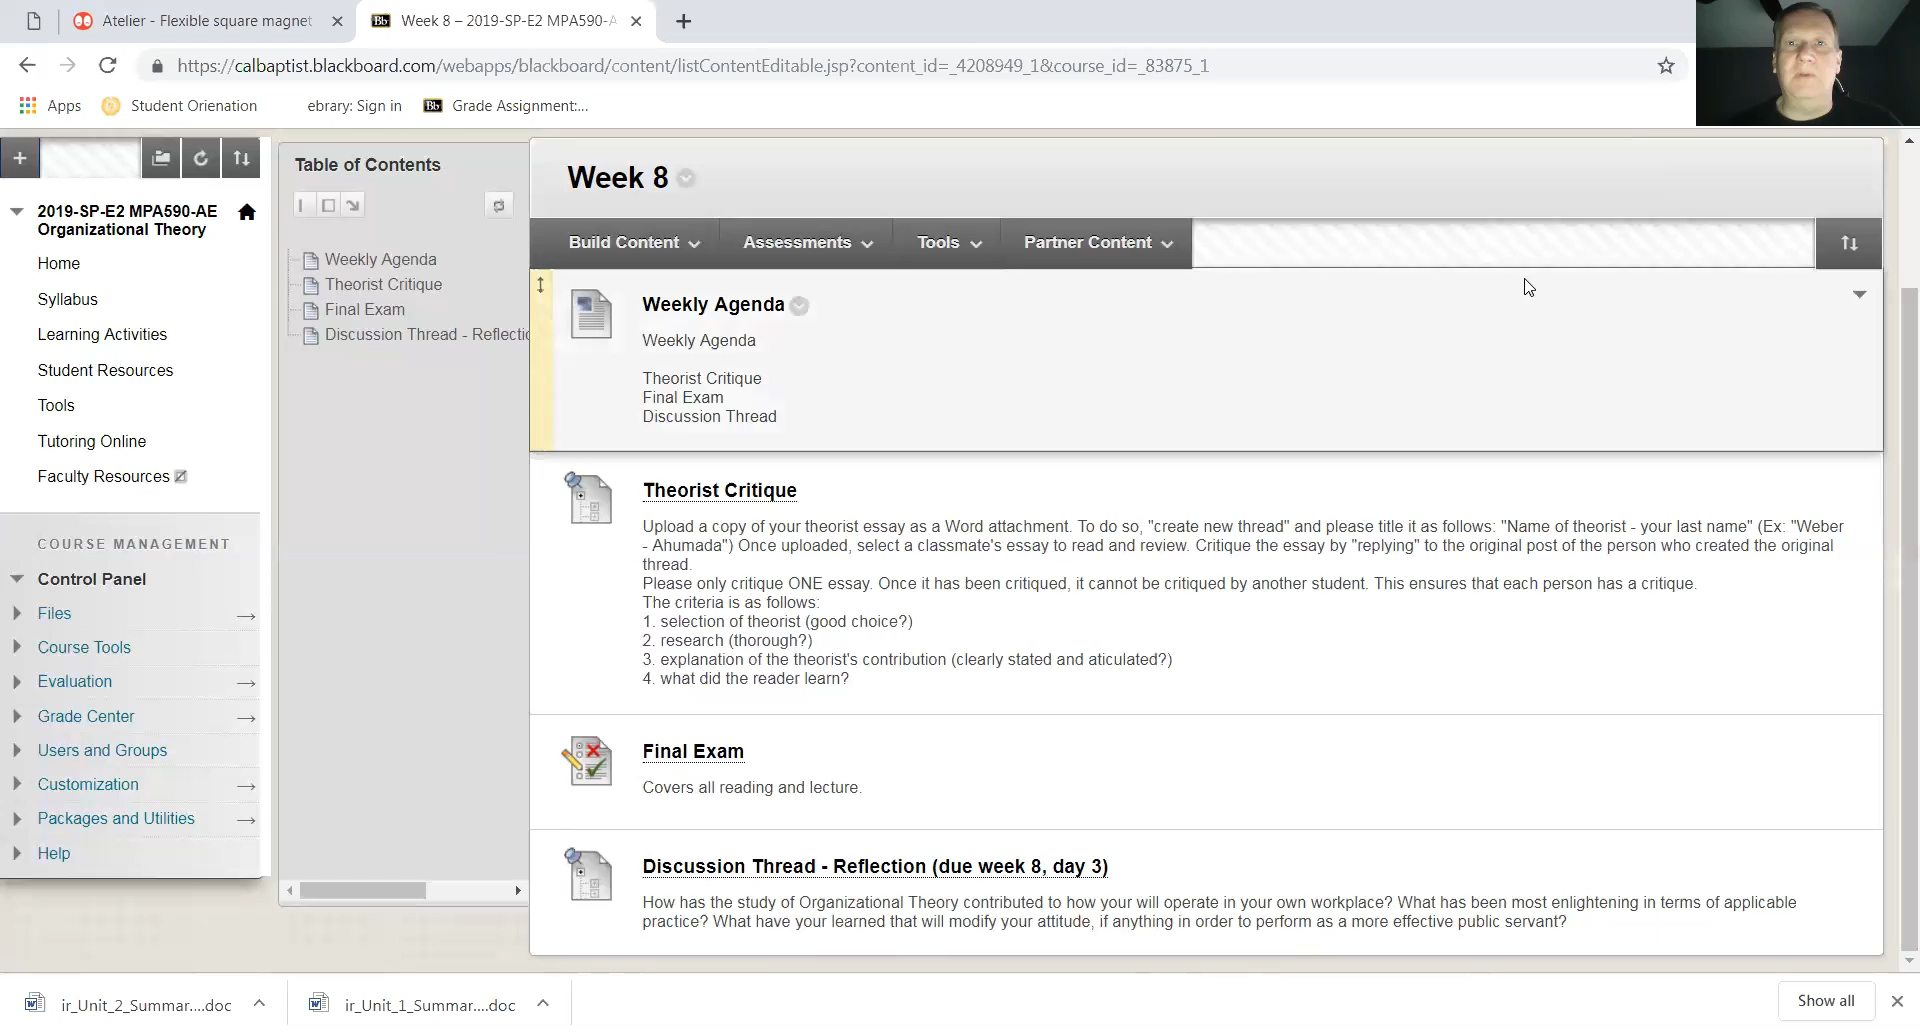 Atelier - Flexible square magnet
Bb Week 8 – 2019-SP-E2 MPA590-A
https://calbaptist.blackboard.com/webapps/blackboard/content/listContentEditable.jsp?content_id=_4208949_1&course_id=_83875_1
Apps Student Orienation ebrary: Sign in Bb Grade Assignment:...
2019-SP-E2 MPA590-AE
Organizational Theory
Home
Syllabus
Learning Activities
Student Resources
Tools
Tutoring Online
Faculty Resources
COURSE MANAGEMENT
Control Panel
Files
Course Tools
Evaluation
Grade Center
Users and Groups
Customization
Packages and Utilities
Help
Table of Contents
Weekly Agenda
Theorist Critique
Final Exam
Discussion Thread - Reflectio
Week 8
Build Content Assessments Tools Partner Content
Weekly Agenda
Weekly Agenda
Theorist Critique
Final Exam
Discussion Thread
Theorist Critique
Upload a copy of your theorist essay as a Word attachment. To do so, "create new thread" and please title it as follows: "Name of theorist - your last name" (Ex: "Weber
- Ahumada") Once uploaded, select a classmate's essay to read and review. Critique the essay by "replying" to the original post of the person who created the original
thread.
Please only critique ONE essay. Once it has been critiqued, it cannot be critiqued by another student. This ensures that each person has a critique.
The criteria is as follows:
1. selection of theorist (good choice?)
2. research (thorough?)
3. explanation of the theorist's contribution (clearly stated and aticulated?)
4. what did the reader learn?
Final Exam
Covers all reading and lecture.
Discussion Thread - Reflection (due week 8, day 3)
How has the study of Organizational Theory contributed to how your will operate in your own workplace? What has been most enlightening in terms of applicable
practice? What have your learned that will modify your attitude, if anything in order to perform as a more effective public servant?
ir_Unit_2_Summar....doc ir_Unit_1_Summar....doc Show all